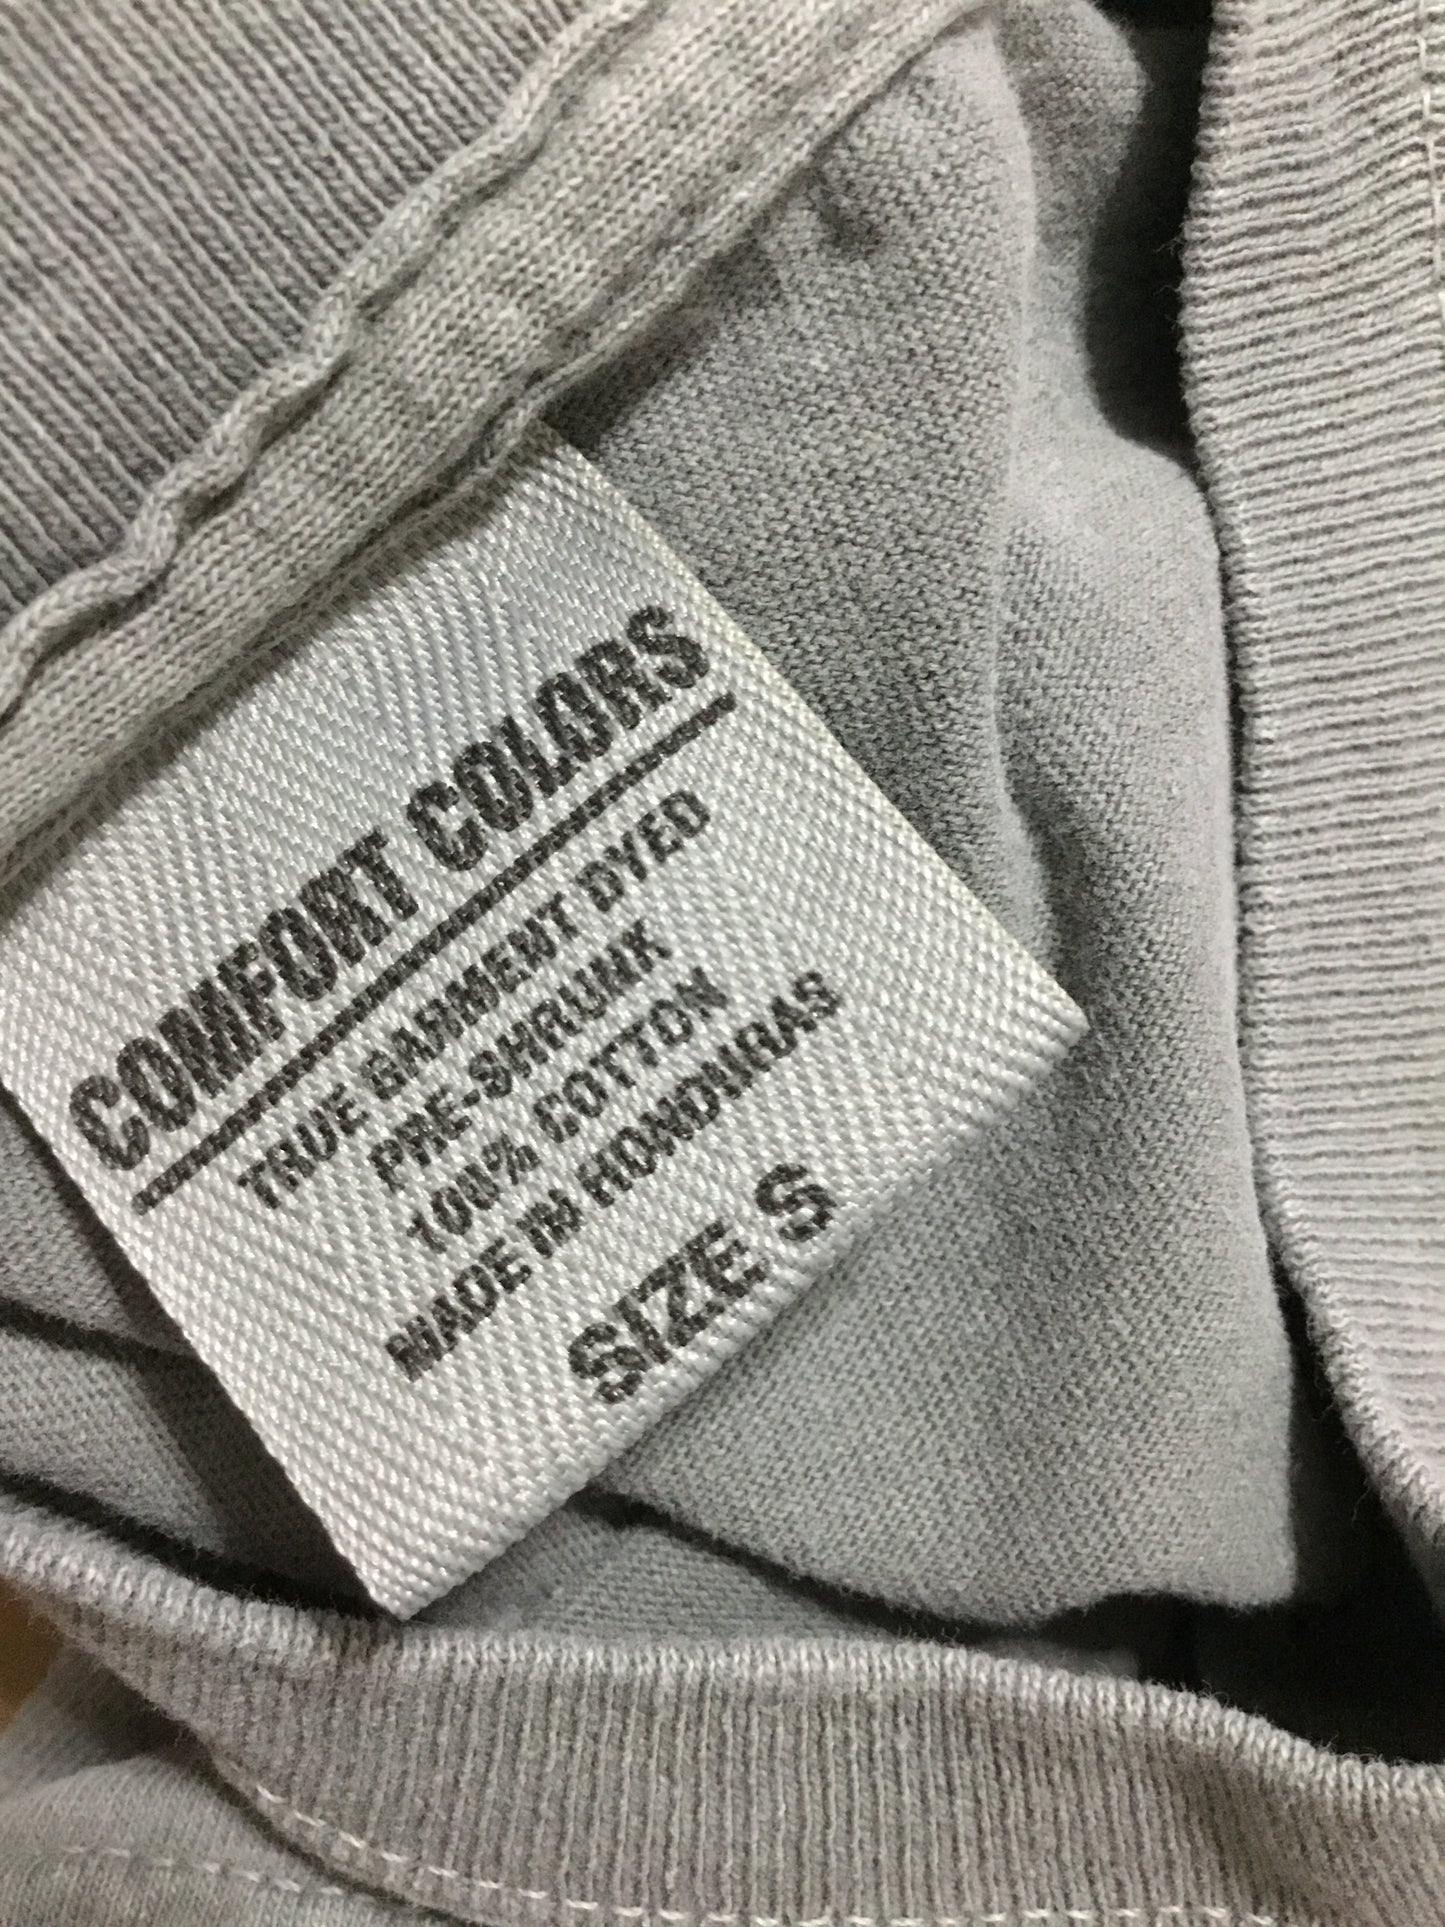 COMFORT COLORS
TRUE GARMENT DYED
PRE-SHRUNK
100% COTTON
MADE IN HONDURAS
SIZE S